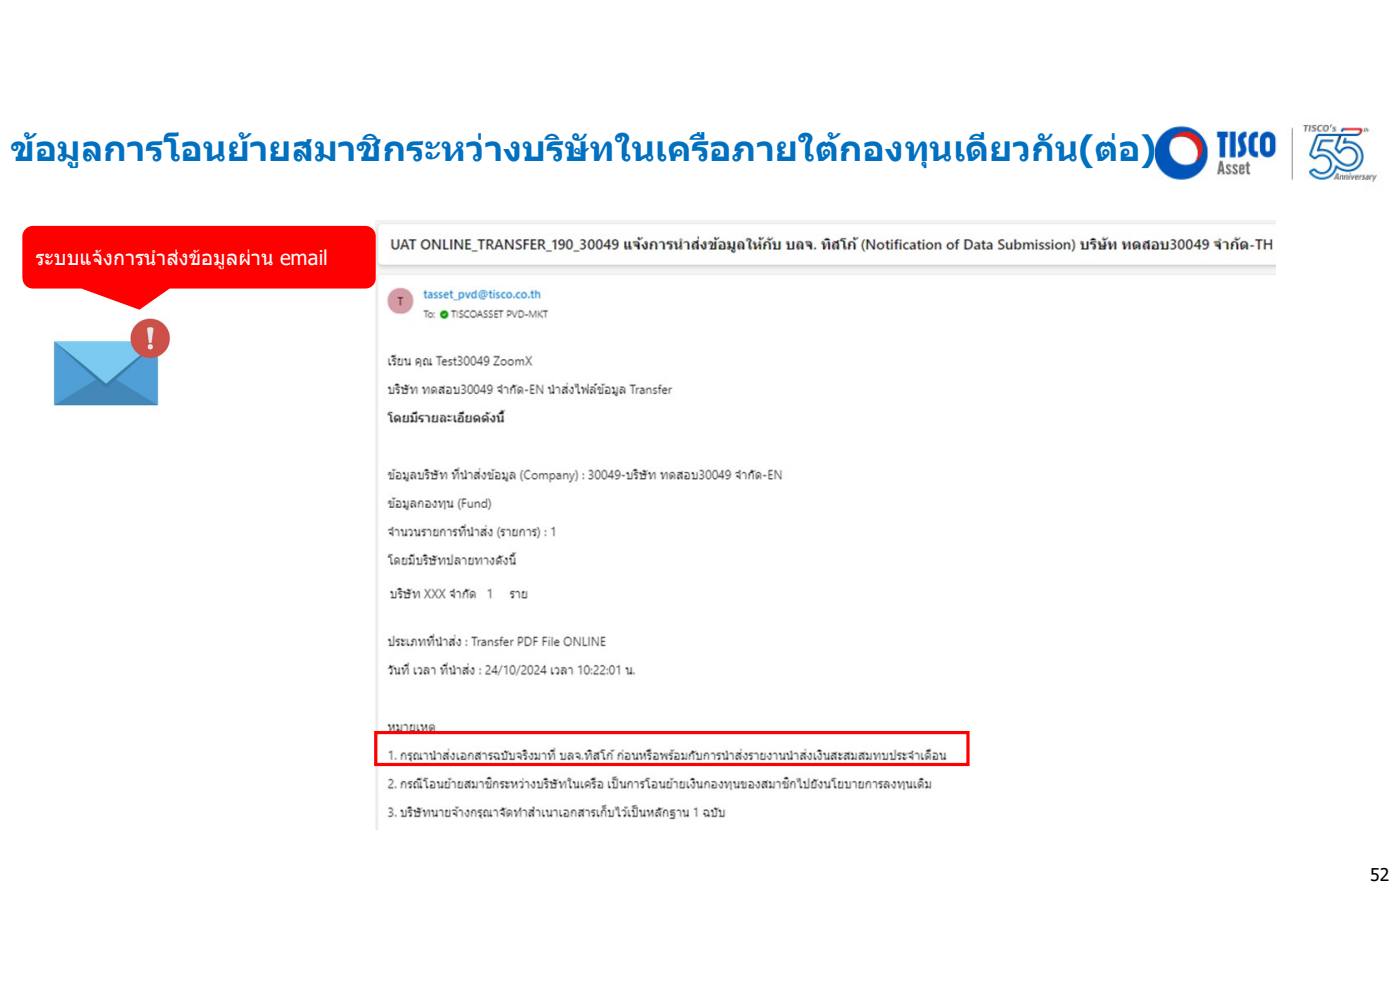 ข้อมูลการโอนย้ายสมาชิกระหว่างบริษัทในเครือภายใต้กองทุนเดียวกัน(ต่อ)
TISCO
Asset
TISCO's
55th
Anniversary
ระบบแจ้งการนำส่งข้อมูลผ่าน email
UAT ONLINE_TRANSFER_190_30049 แจ้งการนำส่งข้อมูลให้กับ บลจ. ทิสโก้ (Notification of Data Submission) บริษัท ทดสอบ30049 จำกัด-TH
T
tasset_pvd@tisco.co.th
To: TISCOASSET PVD-MKT
เรียน คุณ Test30049 ZoomX
บริษัท ทดสอบ30049 จำกัด-EN นำส่งไฟล์ข้อมูล Transfer
โดยมีรายละเอียดดังนี้
ข้อมูลบริษัท ที่นำส่งข้อมูล (Company) : 30049-บริษัท ทดสอบ30049 จำกัด-EN
ข้อมูลกองทุน (Fund)
จำนวนรายการที่นำส่ง (รายการ) : 1
โดยมีบริษัทปลายทางดังนี้
บริษัท XXX จำกัด 1 ราย
ประเภทที่นำส่ง : Transfer PDF File ONLINE
วันที่ เวลา ที่นำส่ง : 24/10/2024 เวลา 10:22:01 น.
หมายเหตุ
1. กรุณานำส่งเอกสารฉบับจริงมาที่ บลจ.ทิสโก้ ก่อนหรือพร้อมกับการนำส่งรายงานนำส่งเงินสะสมสมทบประจำเดือน
2. กรณีโอนย้ายสมาชิกระหว่างบริษัทในเครือ เป็นการโอนย้ายเงินกองทุนของสมาชิกไปยังนโยบายการลงทุนเดิม
3. บริษัทนายจ้างกรุณาจัดทำสำเนาเอกสารเก็บไว้เป็นหลักฐาน 1 ฉบับ
52